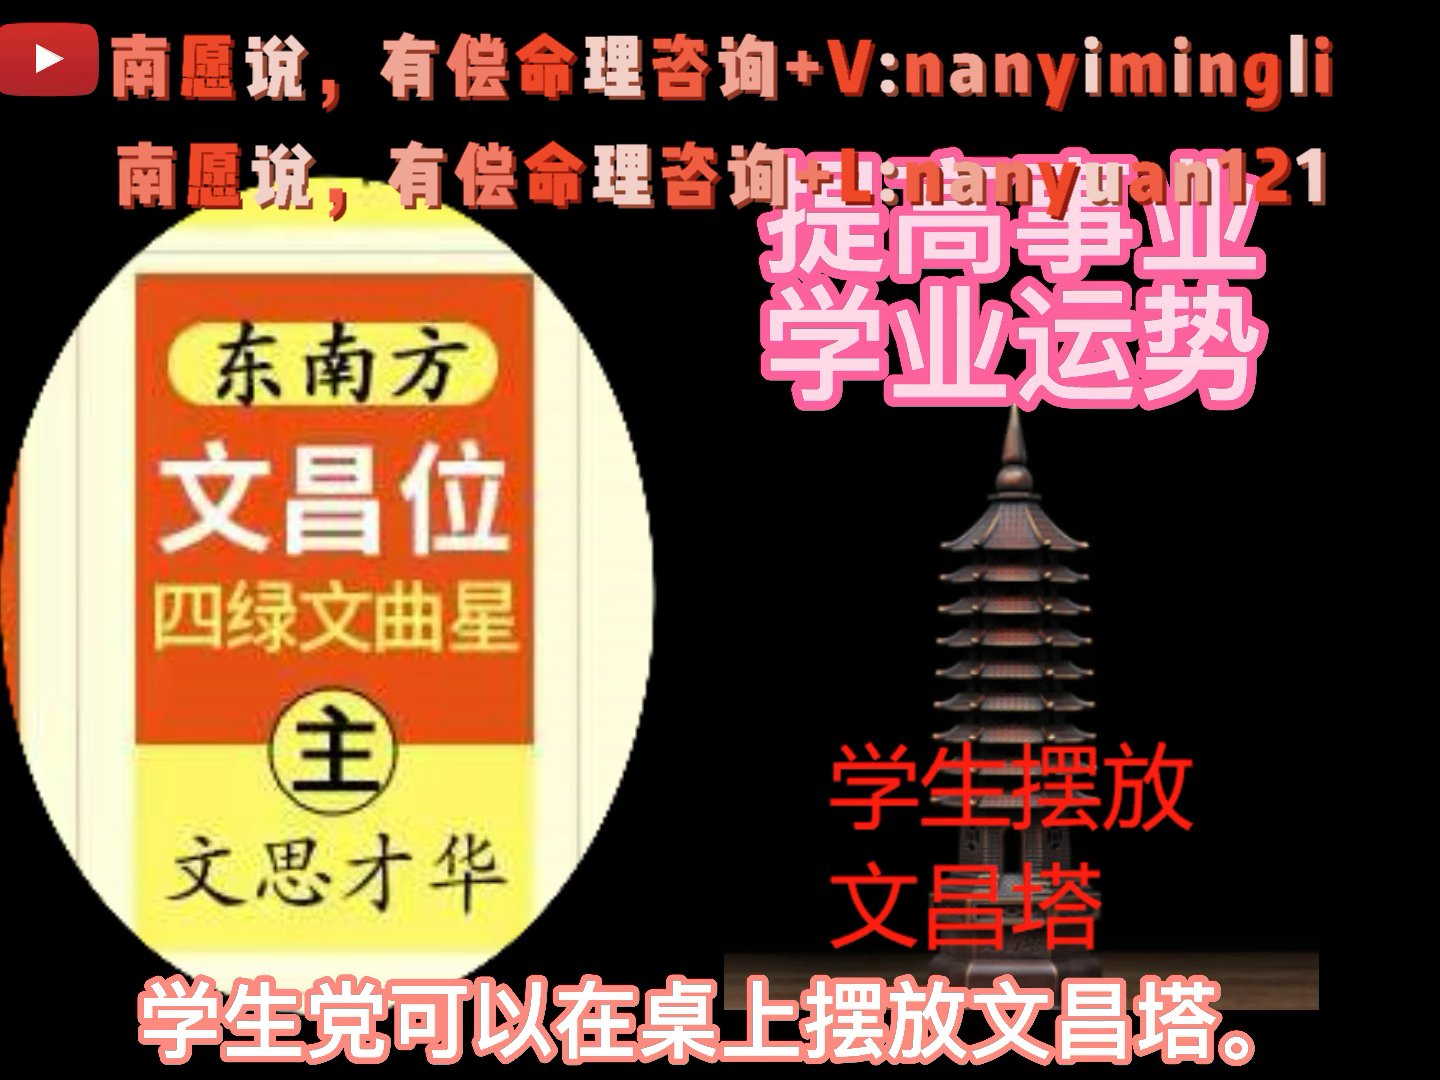 南愿说，有偿命理咨询+V:nanyimingli
南愿说，有偿命理咨询+L:nanyuan121
提高事业
学业运势
东南方
文昌位
四绿文曲星
主
文思才华
学生摆放
文昌塔
学生党可以在桌上摆放文昌塔。